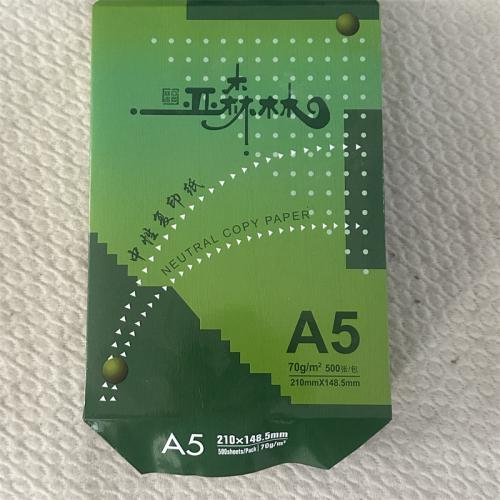 亚森林
中性复印纸
NEUTRAL COPY PAPER
A5
70g/m² 500张/包
210mmX148.5mm
A5
210×148.5mm
500sheets/Pack | 70g/m²